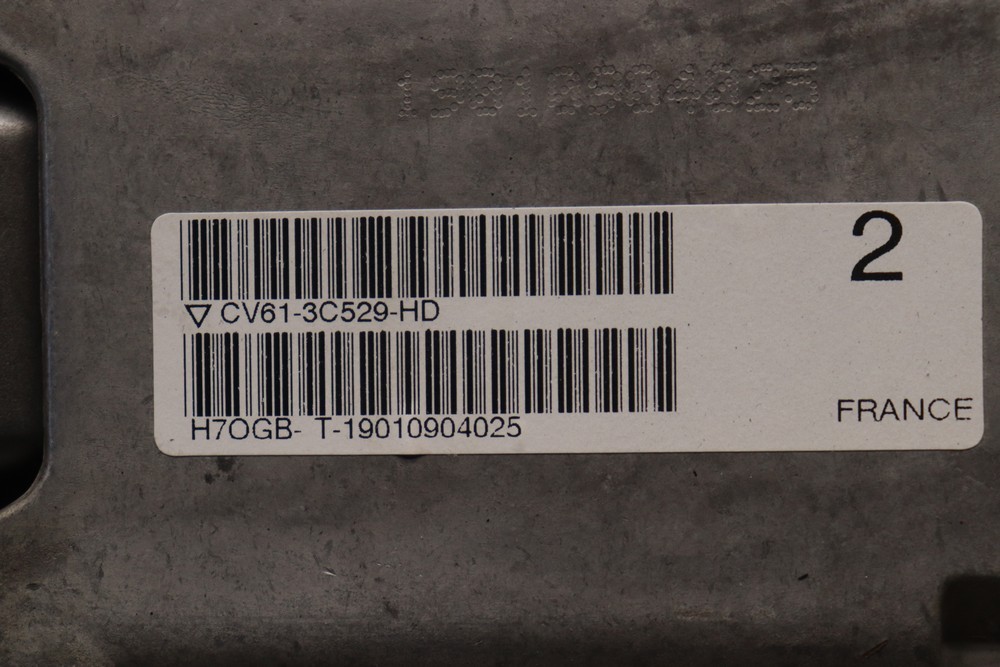 2
▽ CV61-3C529-HD
H7OGB- T-19010904025
FRANCE